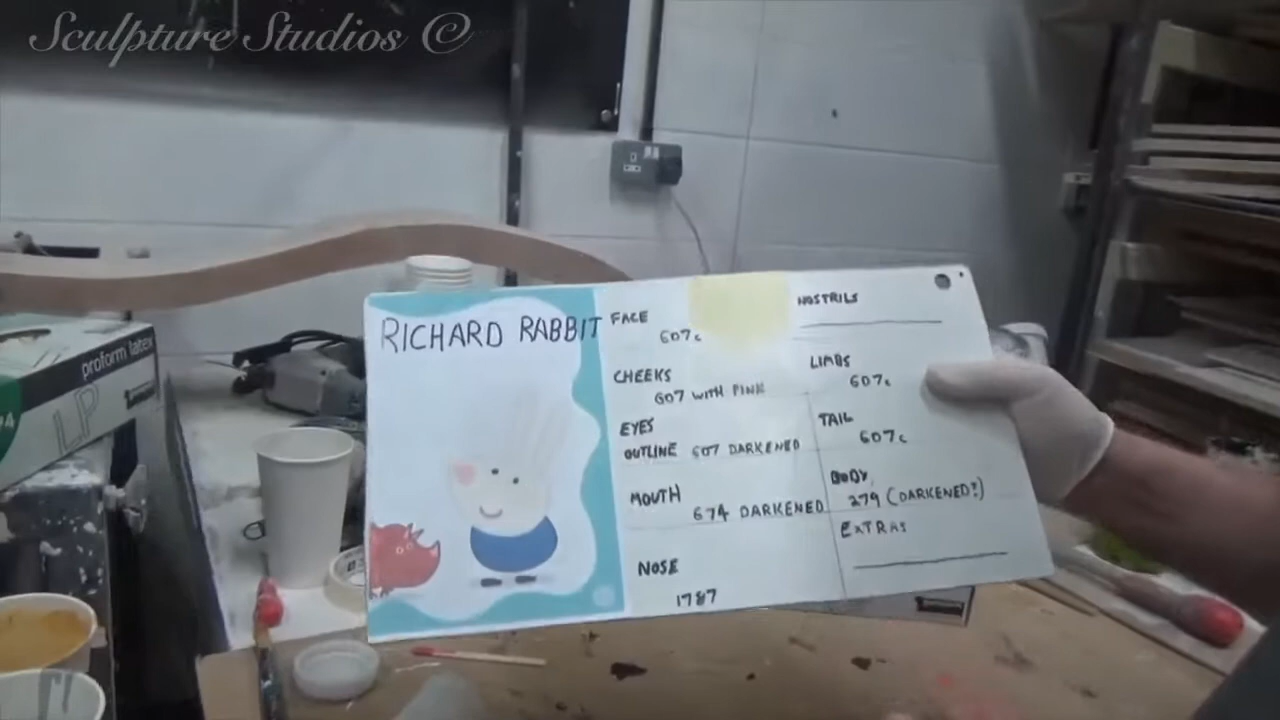 Sculpture Studios ©
proform latex
LP
RICHARD RABBIT
FACE
607c
CHEEKS
607 WITH PINK
EYES
OUTLINE 607 DARKENED
MOUTH
674 DARKENED
NOSE
1787
NOSTRILS
LIMBS
607c
TAIL
607c
BODY
279 (DARKENED?)
EXTRAS